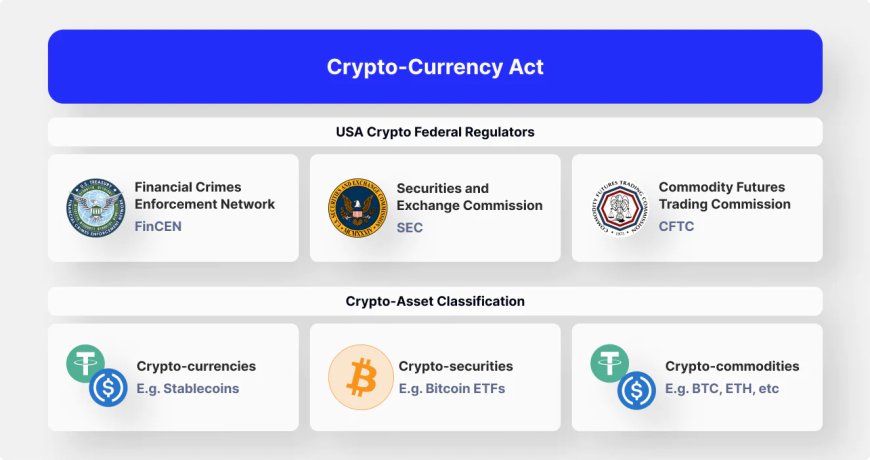 Crypto-Currency Act
USA Crypto Federal Regulators
Financial Crimes
Enforcement Network
FinCEN
Securities and
Exchange Commission
SEC
Commodity Futures
Trading Commission
CFTC
Crypto-Asset Classification
Crypto-currencies
E.g. Stablecoins
Crypto-securities
E.g. Bitcoin ETFs
Crypto-commodities
E.g. BTC, ETH, etc